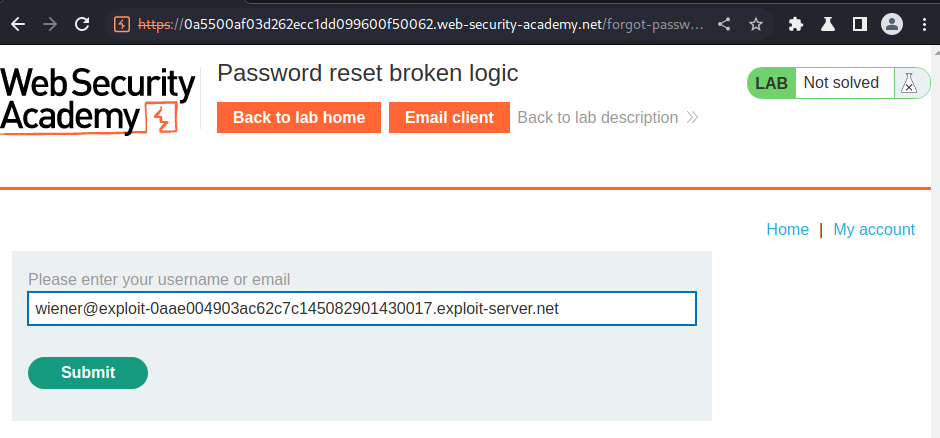 https://0a5500af03d262ecc1dd099600f50062.web-security-academy.net/forgot-passw...
Web Security
Academy
Password reset broken logic
LAB Not solved
Back to lab home
Email client
Back to lab description
Home | My account
Please enter your username or email
wiener@exploit-0aae004903ac62c7c145082901430017.exploit-server.net
Submit